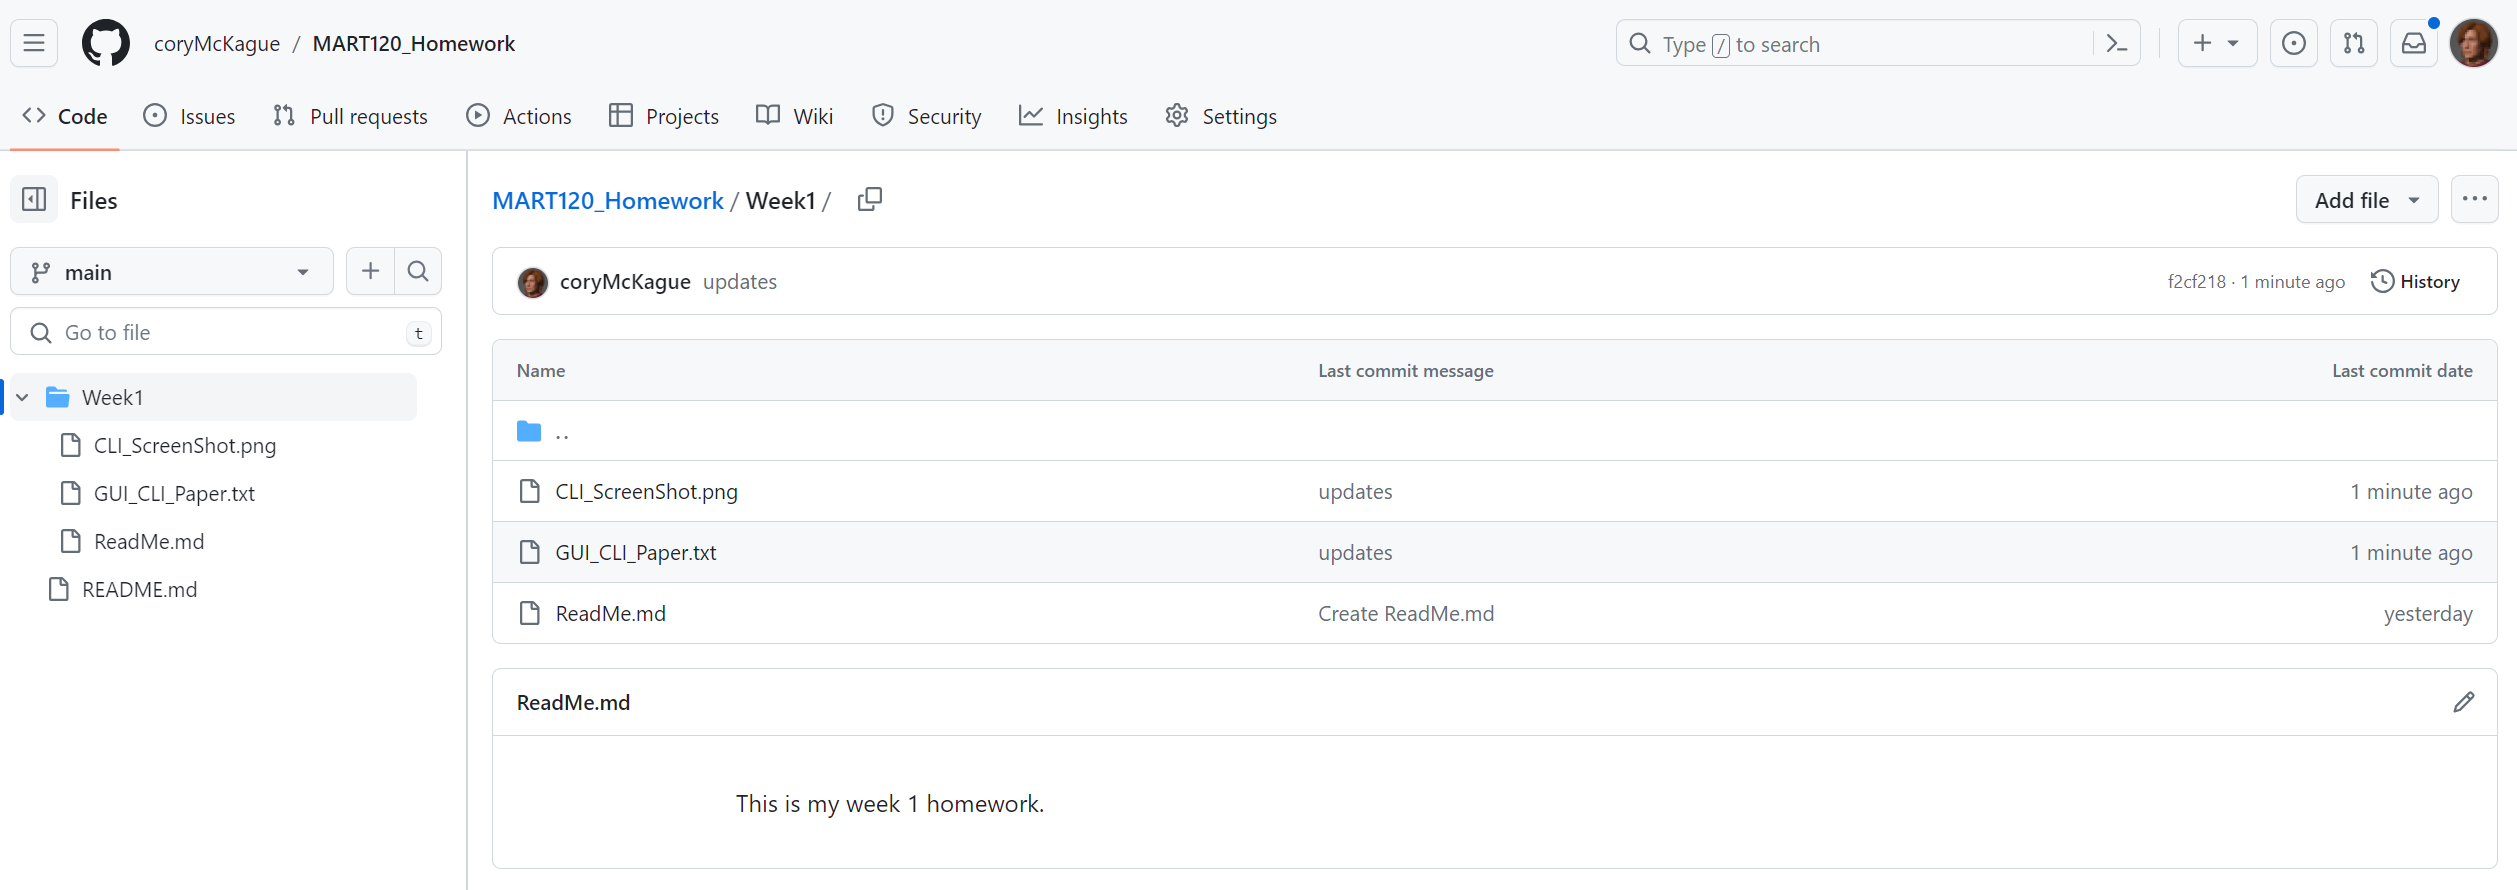 coryMcKague / MART120_Homework
Type / to search
Code Issues Pull requests Actions Projects Wiki Security Insights Settings
Files
main
Go to file t
Week1
CLI_ScreenShot.png
GUI_CLI_Paper.txt
ReadMe.md
README.md
MART120_Homework / Week1 /
Add file
coryMcKague updates
f2cf218 · 1 minute ago History
Name Last commit message Last commit date
..
CLI_ScreenShot.png updates 1 minute ago
GUI_CLI_Paper.txt updates 1 minute ago
ReadMe.md Create ReadMe.md yesterday
ReadMe.md
This is my week 1 homework.